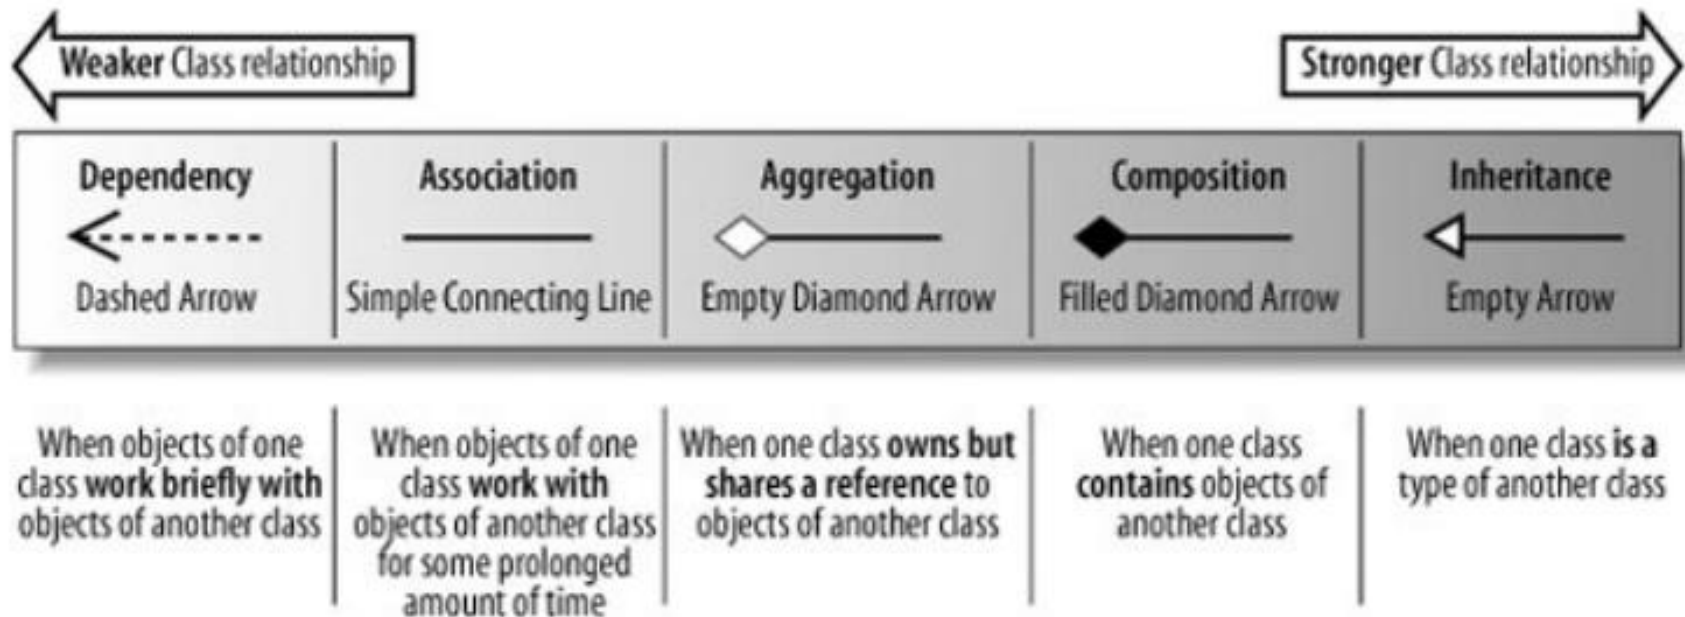 Weaker Class relationship
Stronger Class relationship
Dependency
Association
Aggregation
Composition
Inheritance
Dashed Arrow
Simple Connecting Line
Empty Diamond Arrow
Filled Diamond Arrow
Empty Arrow
When objects of one
class work briefly with
objects of another class
When objects of one
class work with
objects of another class
for some prolonged
amount of time
When one class owns but
shares a reference to
objects of another class
When one class
contains objects of
another class
When one class is a
type of another class